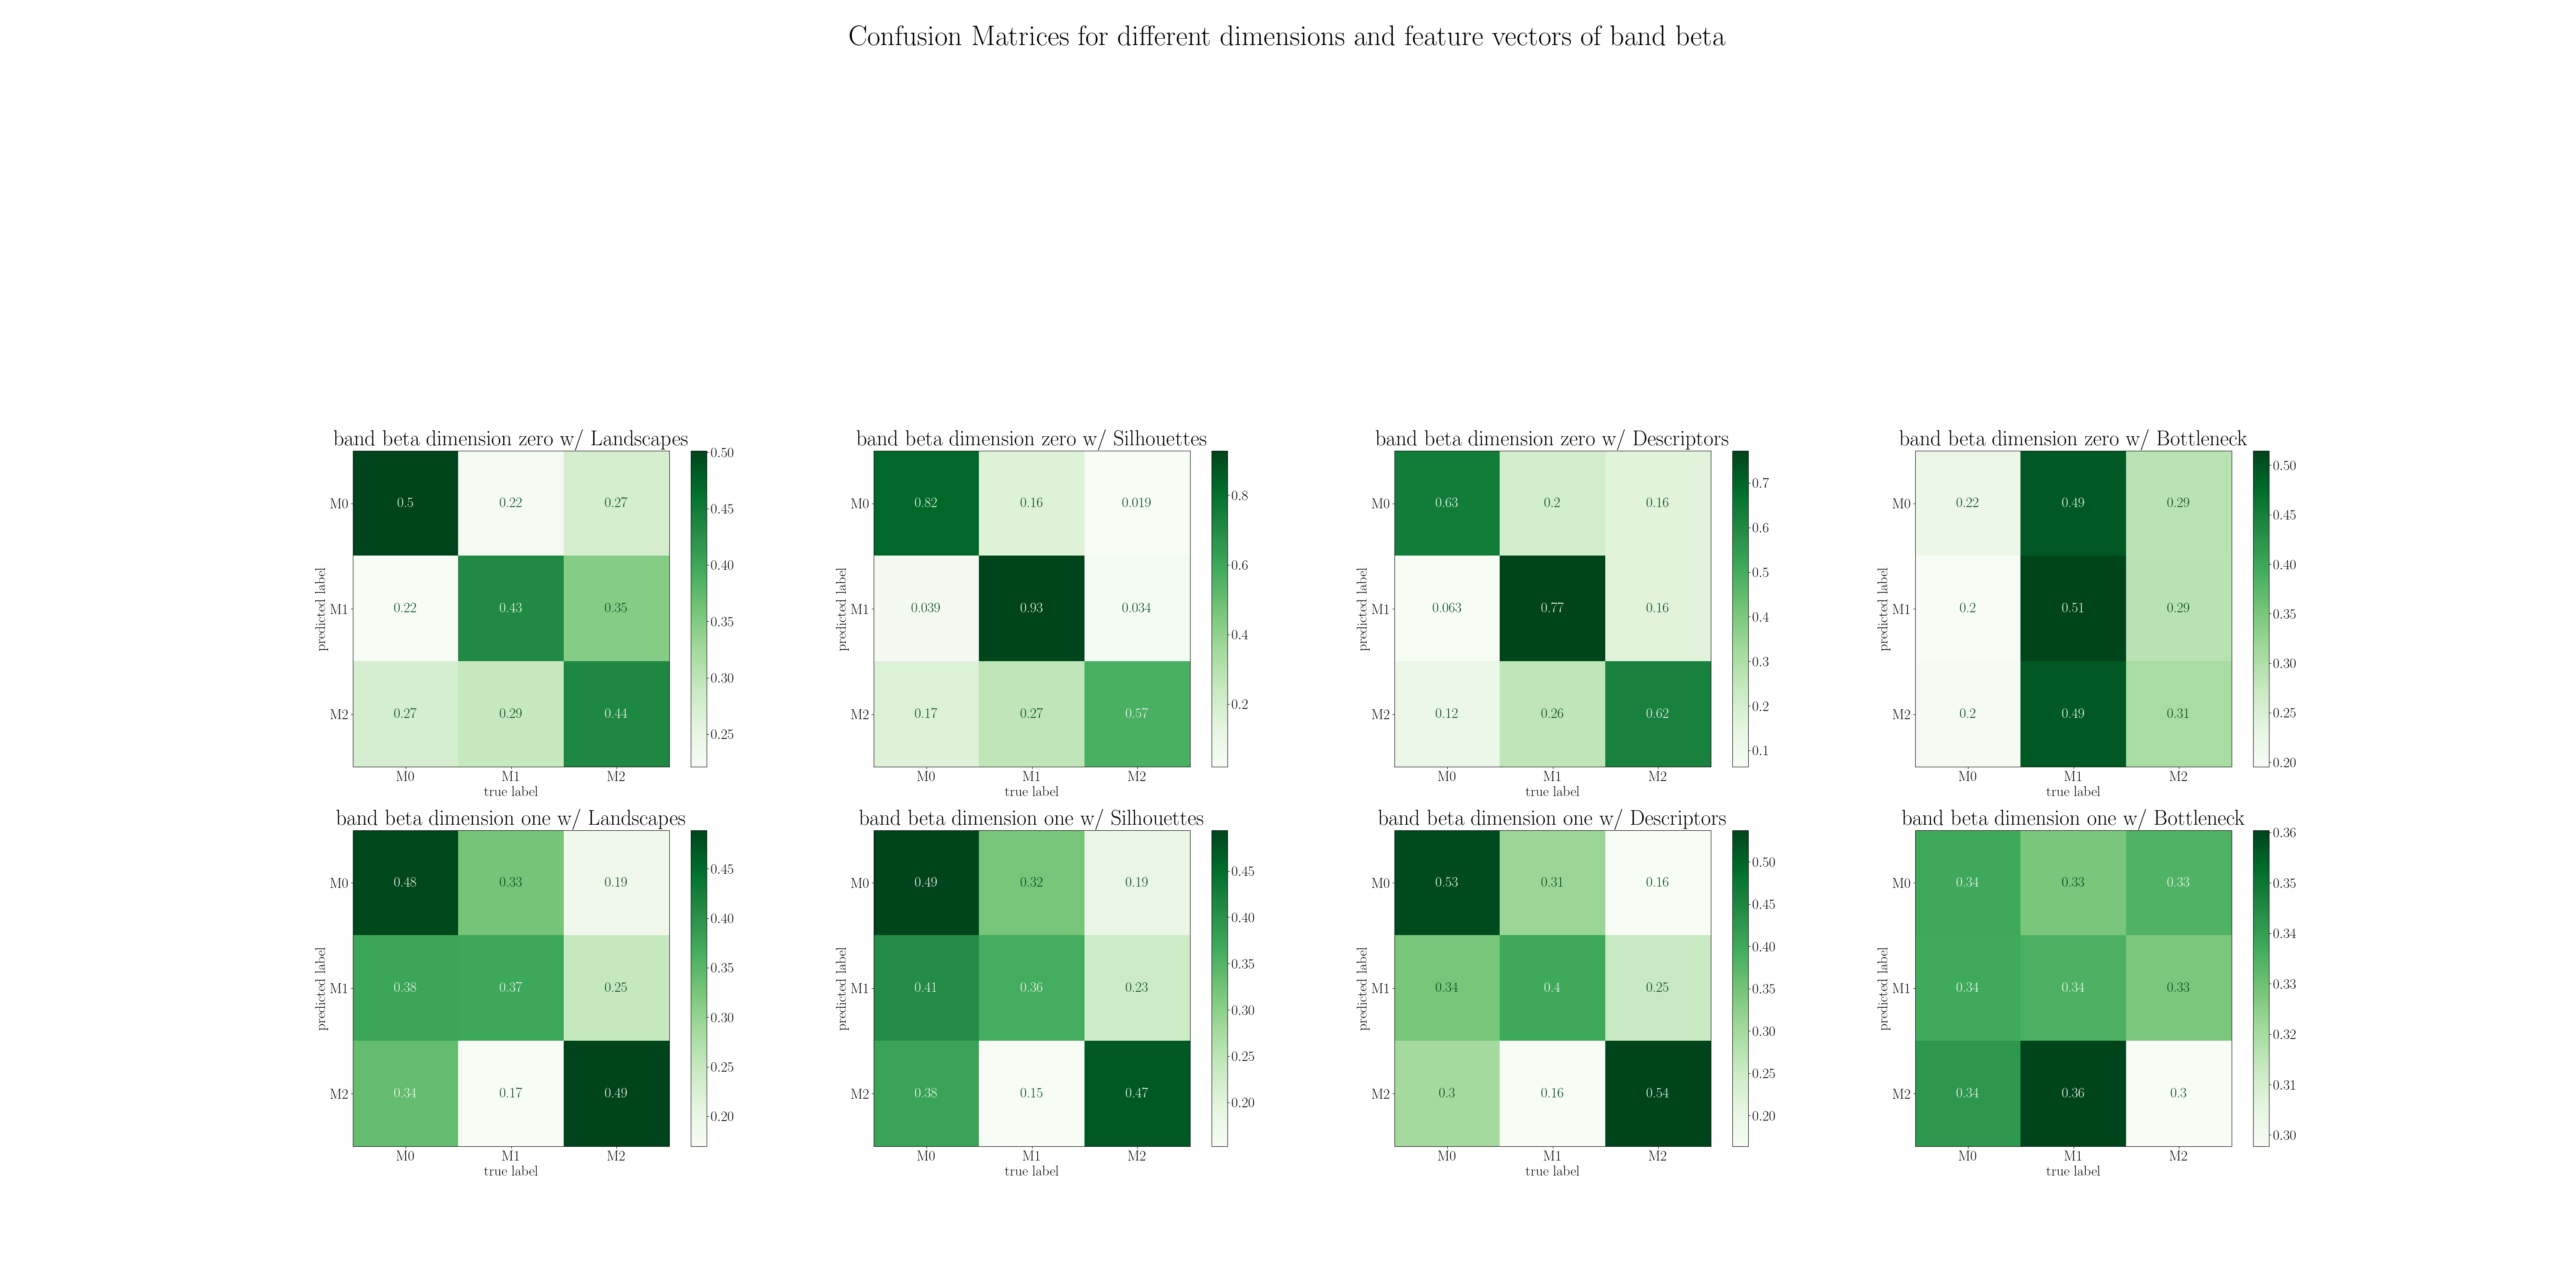 Confusion Matrices for different dimensions and feature vectors of band beta
band beta dimension zero w/ Landscapes
predicted label
M0 0.5 0.22 0.27
M1 0.22 0.43 0.35
M2 0.27 0.29 0.44
M0 M1 M2
true label
0.50
0.45
0.40
0.35
0.30
0.25
band beta dimension zero w/ Silhouettes
predicted label
M0 0.82 0.16 0.019
M1 0.039 0.93 0.034
M2 0.17 0.27 0.57
M0 M1 M2
true label
0.8
0.6
0.4
0.2
band beta dimension zero w/ Descriptors
predicted label
M0 0.63 0.2 0.16
M1 0.063 0.77 0.16
M2 0.12 0.26 0.62
M0 M1 M2
true label
0.7
0.6
0.5
0.4
0.3
0.2
0.1
band beta dimension zero w/ Bottleneck
predicted label
M0 0.22 0.49 0.29
M1 0.2 0.51 0.29
M2 0.2 0.49 0.31
M0 M1 M2
true label
0.50
0.45
0.40
0.35
0.30
0.25
0.20
band beta dimension one w/ Landscapes
predicted label
M0 0.48 0.33 0.19
M1 0.38 0.37 0.25
M2 0.34 0.17 0.49
M0 M1 M2
true label
0.45
0.40
0.35
0.30
0.25
0.20
band beta dimension one w/ Silhouettes
predicted label
M0 0.49 0.32 0.19
M1 0.41 0.36 0.23
M2 0.38 0.15 0.47
M0 M1 M2
true label
0.45
0.40
0.35
0.30
0.25
0.20
band beta dimension one w/ Descriptors
predicted label
M0 0.53 0.31 0.16
M1 0.34 0.4 0.25
M2 0.3 0.16 0.54
M0 M1 M2
true label
0.50
0.45
0.40
0.35
0.30
0.25
0.20
band beta dimension one w/ Bottleneck
predicted label
M0 0.34 0.33 0.33
M1 0.34 0.34 0.33
M2 0.34 0.36 0.3
M0 M1 M2
true label
0.36
0.35
0.34
0.33
0.32
0.31
0.30